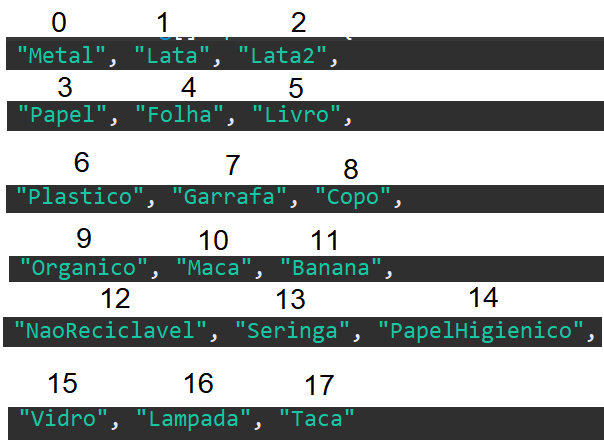 0 1 2
"Metal", "Lata", "Lata2",
3 4 5
"Papel", "Folha", "Livro",
6 7 8
"Plastico", "Garrafa", "Copo",
9 10 11
"Organico", "Maca", "Banana",
12 13 14
"NaoReciclavel", "Seringa", "PapelHigienico",
15 16 17
"Vidro", "Lampada", "Taca"